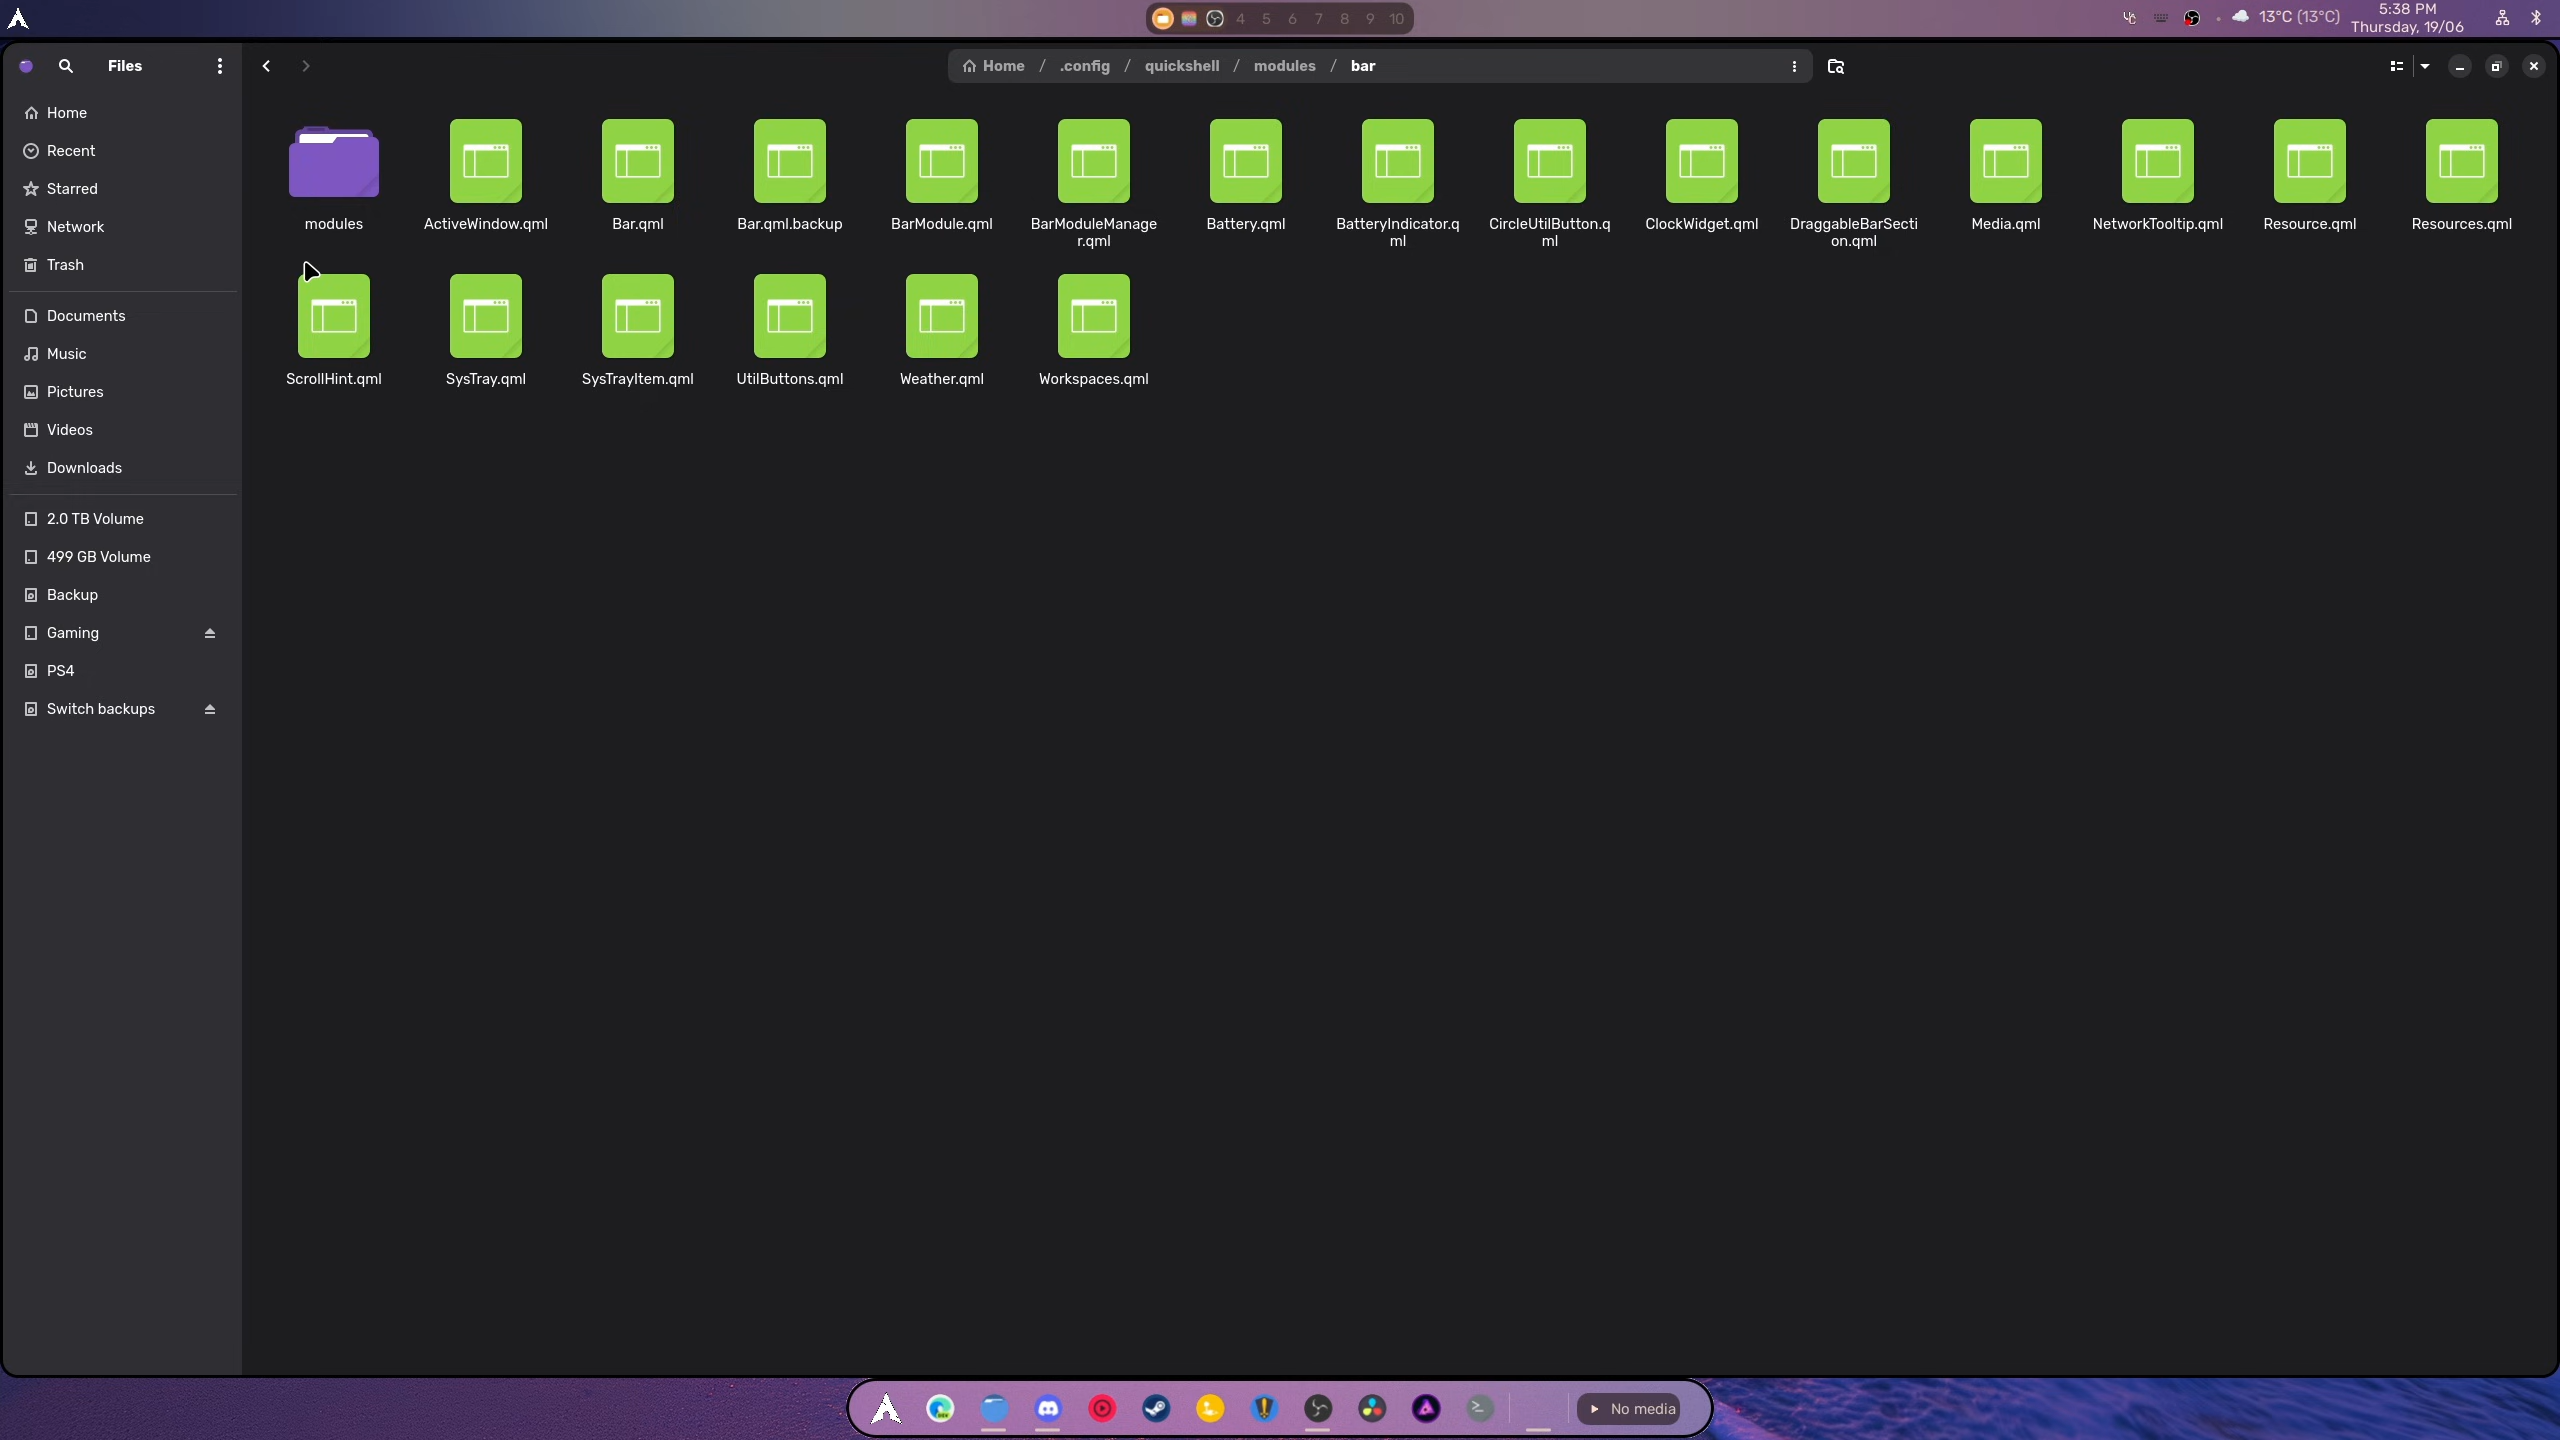 4 5 6 7 8 9 10
13°C (13°C)
5:38 PM
Thursday, 19/06
Files
Home / .config / quickshell / modules / bar
Home
Recent
Starred
Network
Trash
Documents
Music
Pictures
Videos
Downloads
2.0 TB Volume
499 GB Volume
Backup
Gaming
PS4
Switch backups
modules
ActiveWindow.qml
Bar.qml
Bar.qml.backup
BarModule.qml
BarModuleManage
r.qml
Battery.qml
BatteryIndicator.q
ml
CircleUtilButton.q
ml
ClockWidget.qml
DraggableBarSecti
on.qml
Media.qml
NetworkTooltip.qml
Resource.qml
Resources.qml
ScrollHint.qml
SysTray.qml
SysTrayItem.qml
UtilButtons.qml
Weather.qml
Workspaces.qml
No media